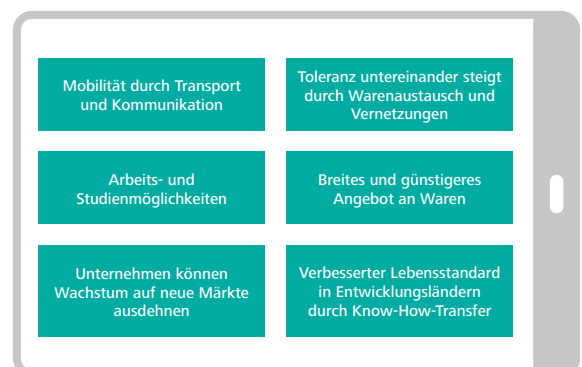 Mobilität durch Transport
und Kommunikation
Toleranz untereinander steigt
durch Warenaustausch und
Vernetzungen
Arbeits- und
Studienmöglichkeiten
Breites und günstigeres
Angebot an Waren
Unternehmen können
Wachstum auf neue Märkte
ausdehnen
Verbesserter Lebensstandard
in Entwicklungsländern
durch Know-How-Transfer